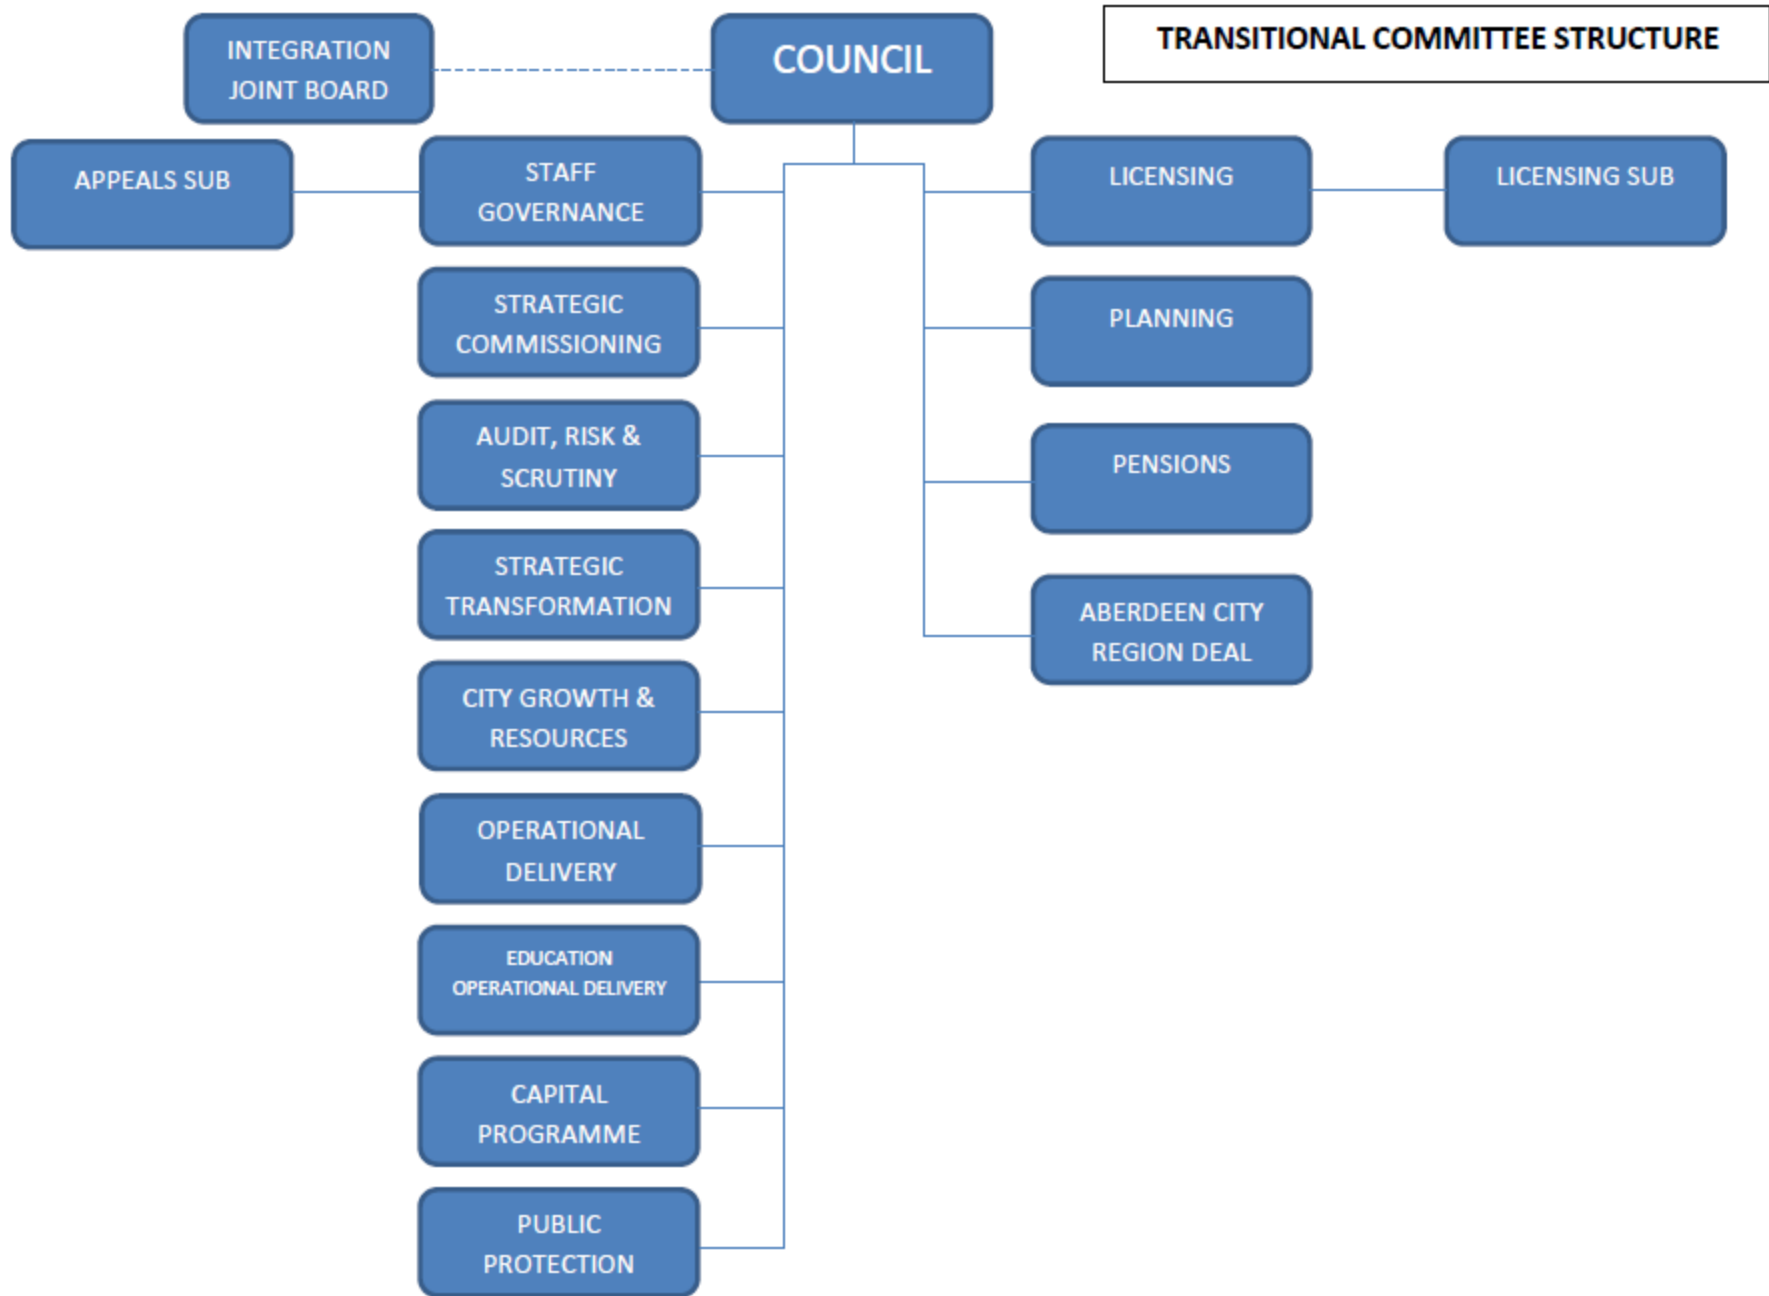 INTEGRATION
JOINT BOARD
COUNCIL
TRANSITIONAL COMMITTEE STRUCTURE
APPEALS SUB
STAFF
GOVERNANCE
LICENSING
LICENSING SUB
STRATEGIC
COMMISSIONING
PLANNING
AUDIT, RISK &
SCRUTINY
PENSIONS
STRATEGIC
TRANSFORMATION
ABERDEEN CITY
REGION DEAL
CITY GROWTH &
RESOURCES
OPERATIONAL
DELIVERY
EDUCATION
OPERATIONAL DELIVERY
CAPITAL
PROGRAMME
PUBLIC
PROTECTION